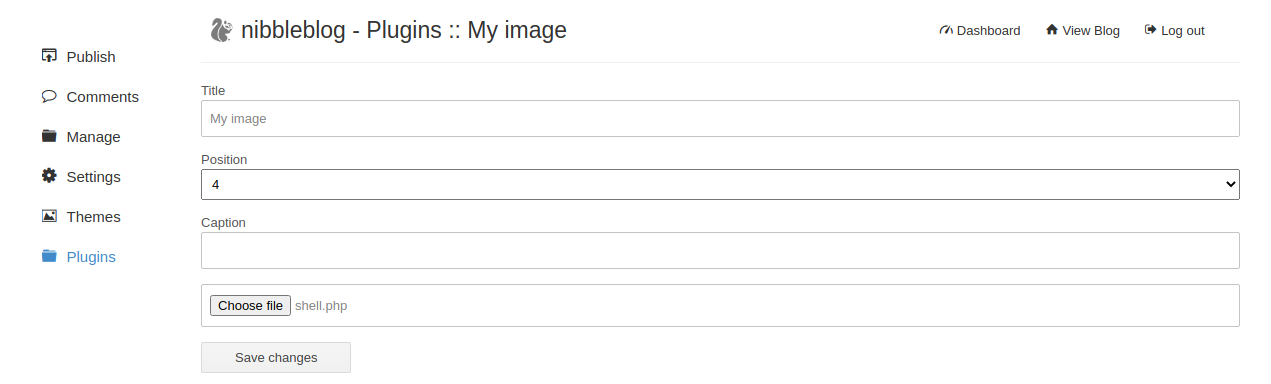 nibbleblog - Plugins :: My image
Dashboard
View Blog
Log out
Publish
Comments
Manage
Settings
Themes
Plugins
Title
My image
Position
4
Caption
Choose file shell.php
Save changes